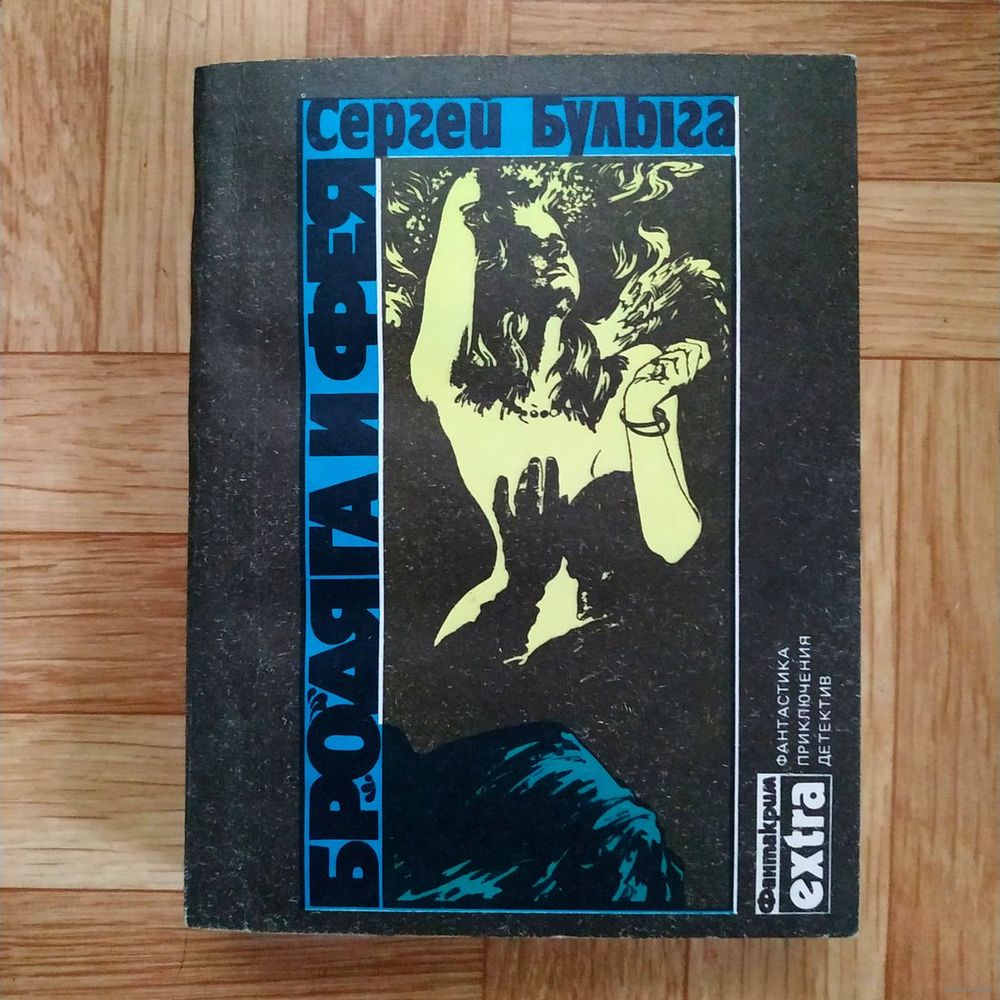 Сергей Булыга
БРОДЯГА И ФЕЯ
Фантакрим
extra
ФАНТАСТИКА
ПРИКЛЮЧЕНИЯ
ДЕТЕКТИВ